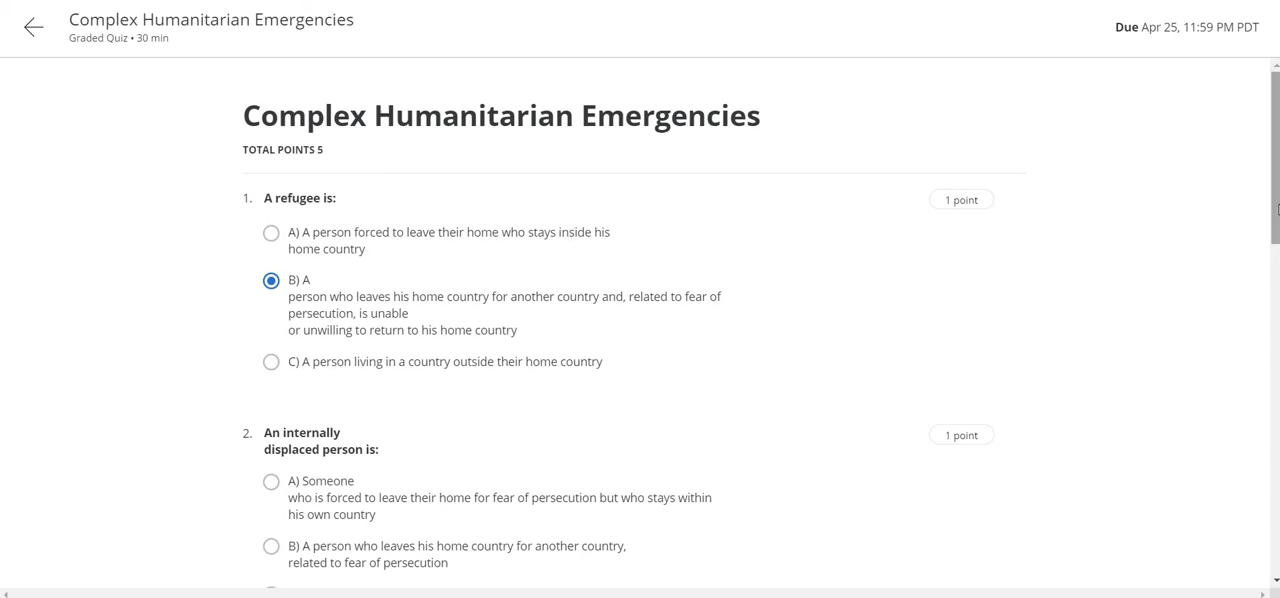 Complex Humanitarian Emergencies
Graded Quiz • 30 min
Due Apr 25, 11:59 PM PDT
Complex Humanitarian Emergencies
TOTAL POINTS 5
1. A refugee is:
1 point
A) A person forced to leave their home who stays inside his
home country
B) A
person who leaves his home country for another country and, related to fear of
persecution, is unable
or unwilling to return to his home country
C) A person living in a country outside their home country
2. An internally
displaced person is:
1 point
A) Someone
who is forced to leave their home for fear of persecution but who stays within
his own country
B) A person who leaves his home country for another country,
related to fear of persecution